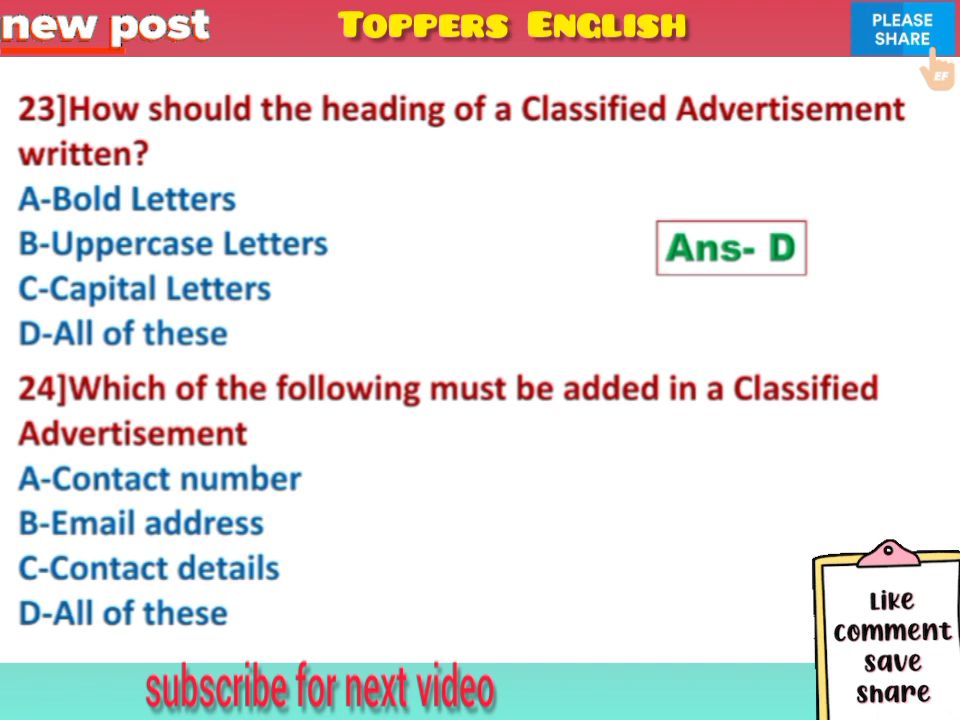 new post
TOPPERS ENGLISH
PLEASE
SHARE
EF
23]How should the heading of a Classified Advertisement
written?
A-Bold Letters
B-Uppercase Letters
C-Capital Letters
D-All of these
Ans- D
24]Which of the following must be added in a Classified
Advertisement
A-Contact number
B-Email address
C-Contact details
D-All of these
Like
comment
save
share
subscribe for next video